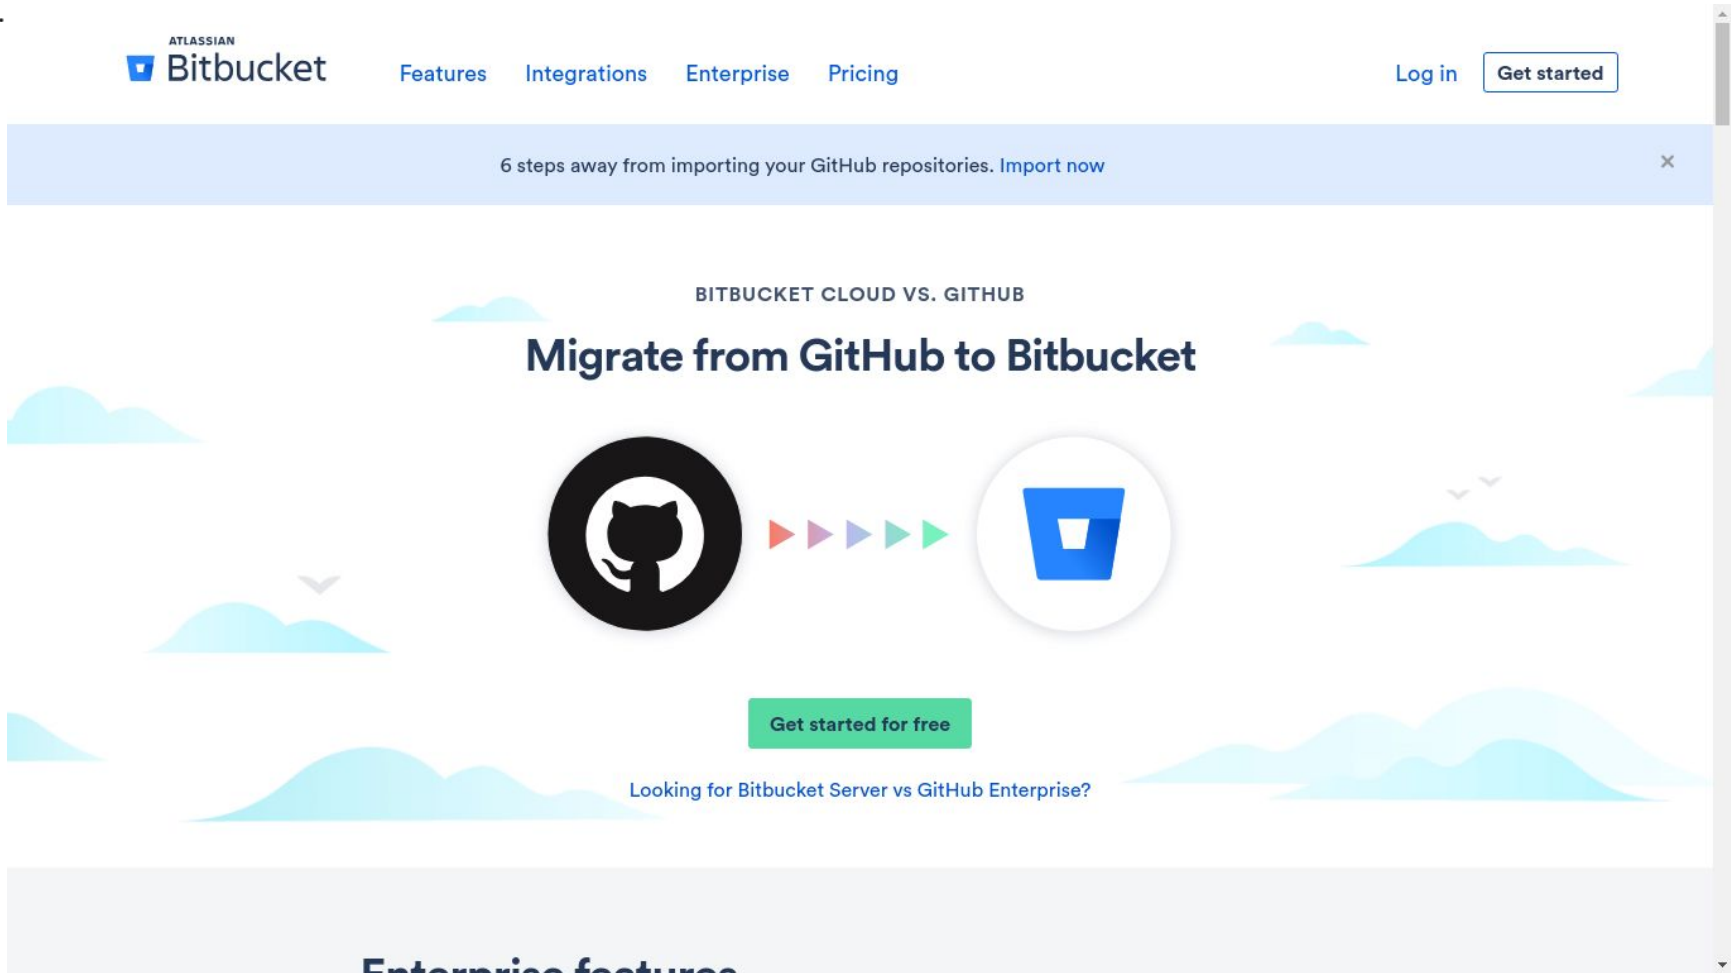 ATLASSIAN
Bitbucket
Features Integrations Enterprise Pricing Log in Get started
6 steps away from importing your GitHub repositories. Import now
BITBUCKET CLOUD VS. GITHUB
Migrate from GitHub to Bitbucket
Get started for free
Looking for Bitbucket Server vs GitHub Enterprise?
Enterprise features